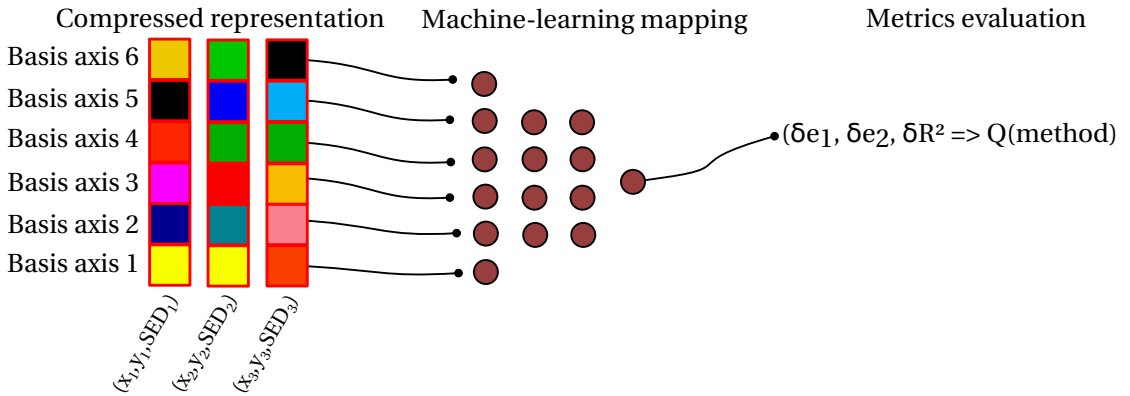 Compressed representation
Machine-learning mapping
Metrics evaluation
Basis axis 6
Basis axis 5
Basis axis 4
Basis axis 3
Basis axis 2
Basis axis 1
(δe₁, δe₂, δR² => Q(method)
(x₁,y₁,SED₁)
(x₂,y₂,SED₂)
(x₃,y₃,SED₃)